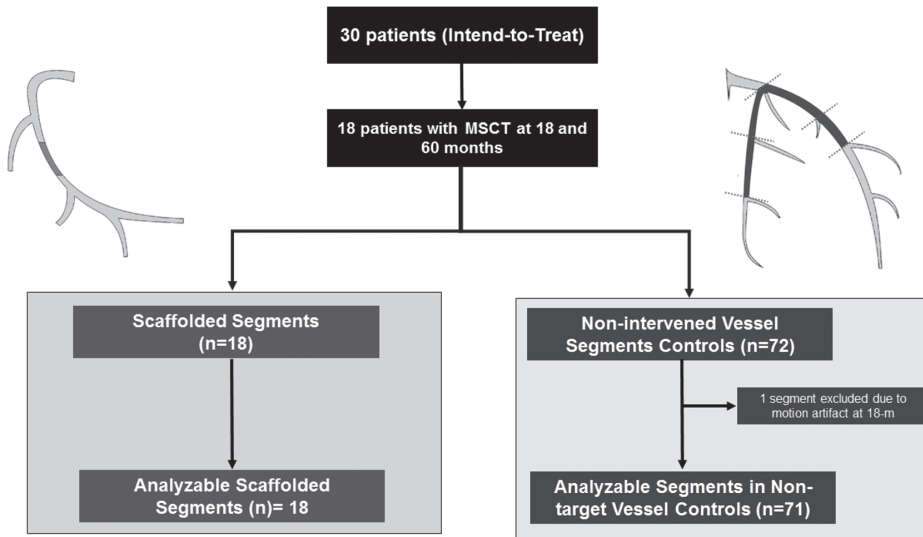 30 patients (Intend-to-Treat)
18 patients with MSCT at 18 and
60 months
Scaffolded Segments
(n=18)
Non-intervened Vessel
Segments Controls (n=72)
1 segment excluded due to
motion artifact at 18-m
Analyzable Scaffolded
Segments (n)= 18
Analyzable Segments in Non-
target Vessel Controls (n=71)